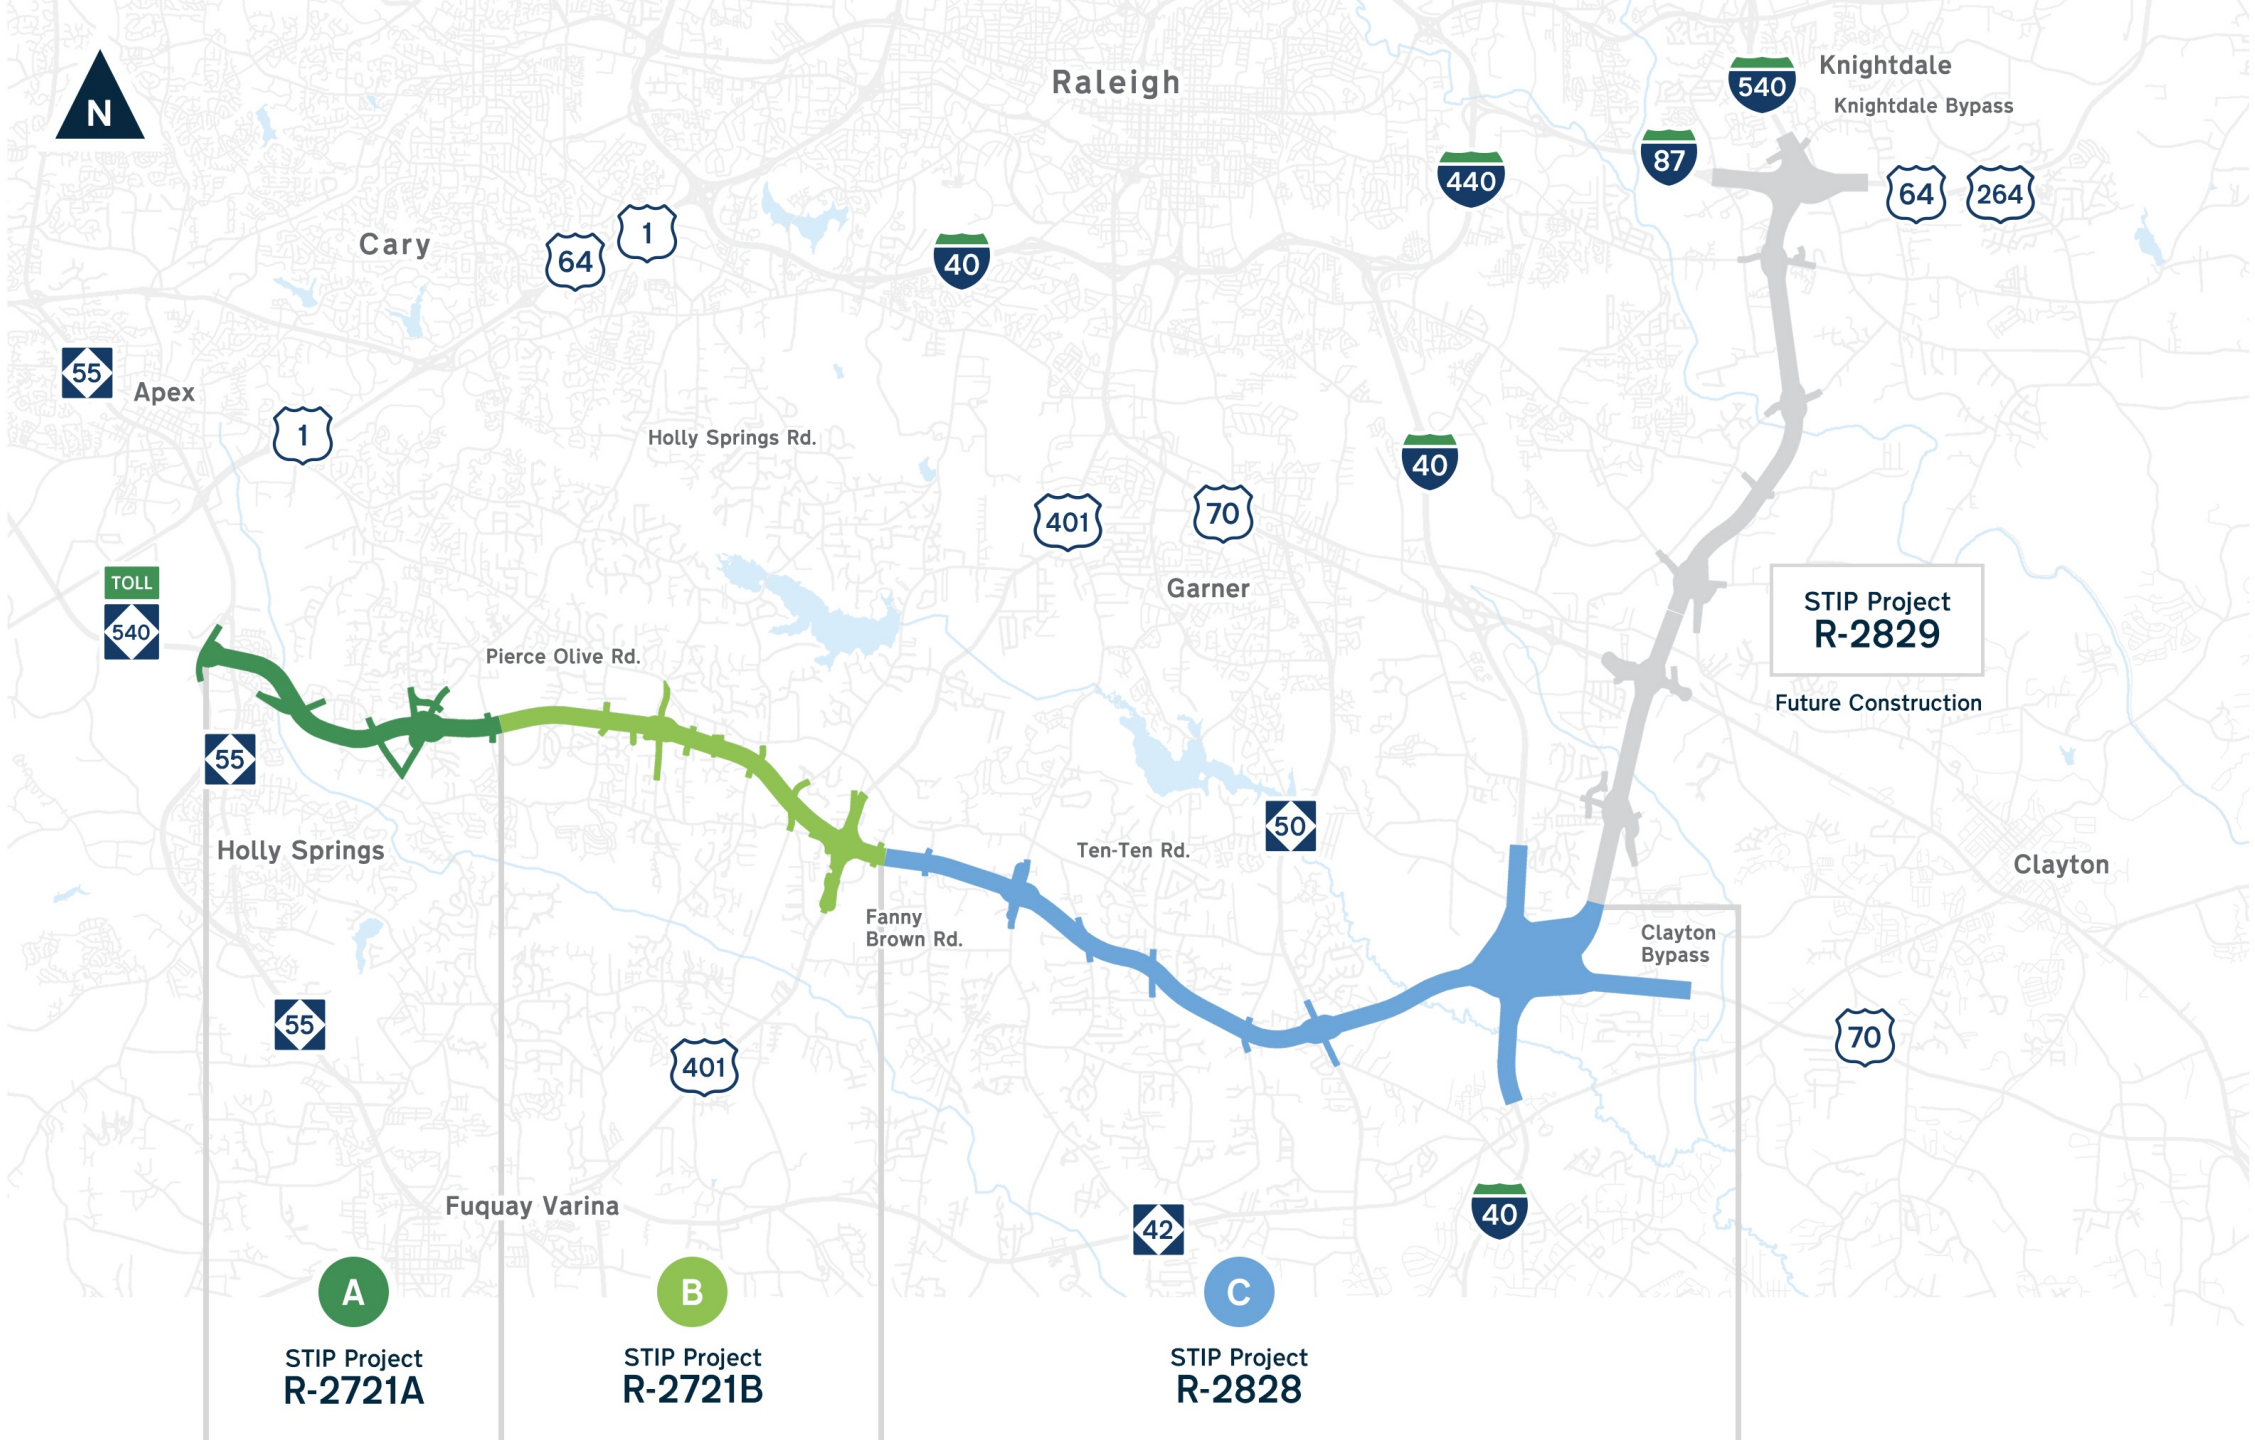 N
Raleigh
540
Knightdale
Knightdale Bypass
87
440
64
264
Cary
64
1
40
55
Apex
1
Holly Springs Rd.
40
401
70
Garner
TOLL
540
STIP Project
R-2829
Future Construction
Pierce Olive Rd.
55
Holly Springs
50
Ten-Ten Rd.
Clayton
Fanny
Brown Rd.
Clayton
Bypass
55
401
70
Fuquay Varina
42
40
A
STIP Project
R-2721A
B
STIP Project
R-2721B
C
STIP Project
R-2828